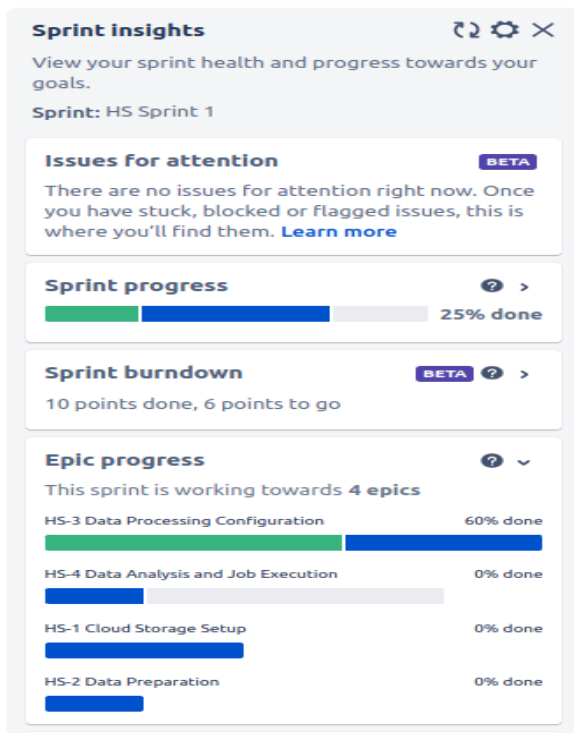 Sprint insights
View your sprint health and progress towards your
goals.
Sprint: HS Sprint 1
Issues for attention BETA
There are no issues for attention right now. Once
you have stuck, blocked or flagged issues, this is
where you'll find them. Learn more
Sprint progress
25% done
Sprint burndown BETA
10 points done, 6 points to go
Epic progress
This sprint is working towards 4 epics
HS-3 Data Processing Configuration 60% done
HS-4 Data Analysis and Job Execution 0% done
HS-1 Cloud Storage Setup 0% done
HS-2 Data Preparation 0% done